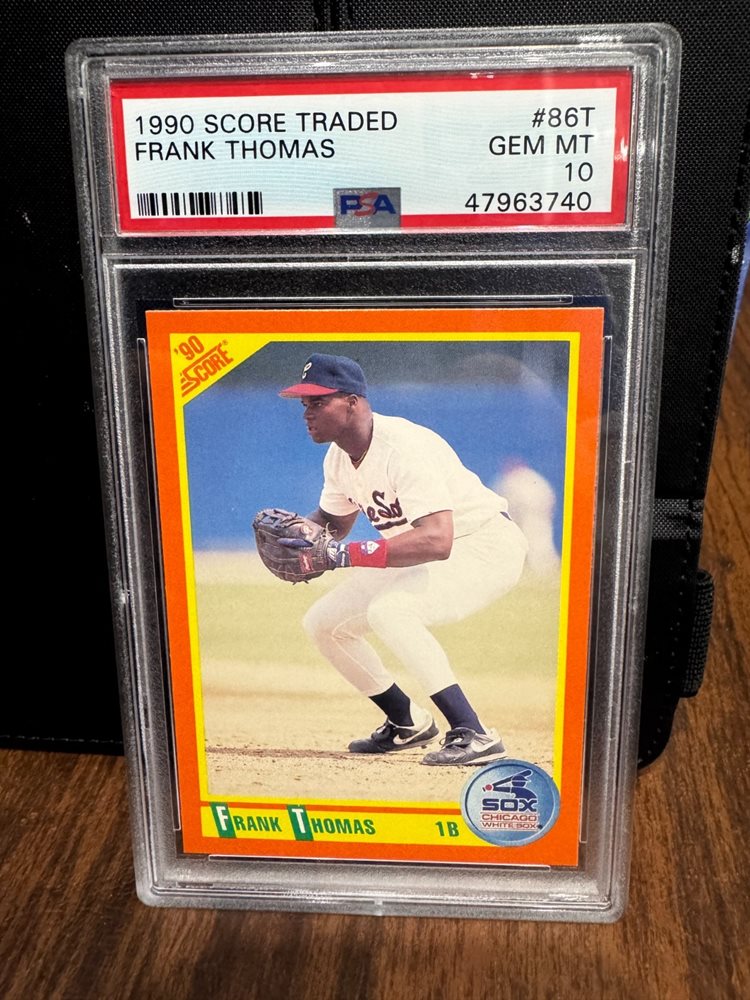 1990 SCORE TRADED #86T
FRANK THOMAS GEM MT
10
PSA 47963740
'90
SCORE®
FRANK THOMAS 1B
SOX
CHICAGO
WHITE SOX